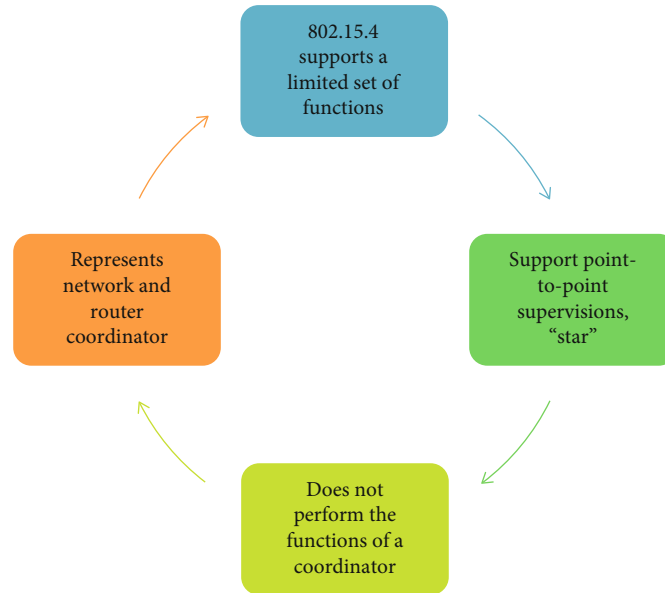 802.15.4
supports a
limited set of
functions
Support point-
to-point
supervisions,
“star”
Does not
perform the
functions of a
coordinator
Represents
network and
router
coordinator